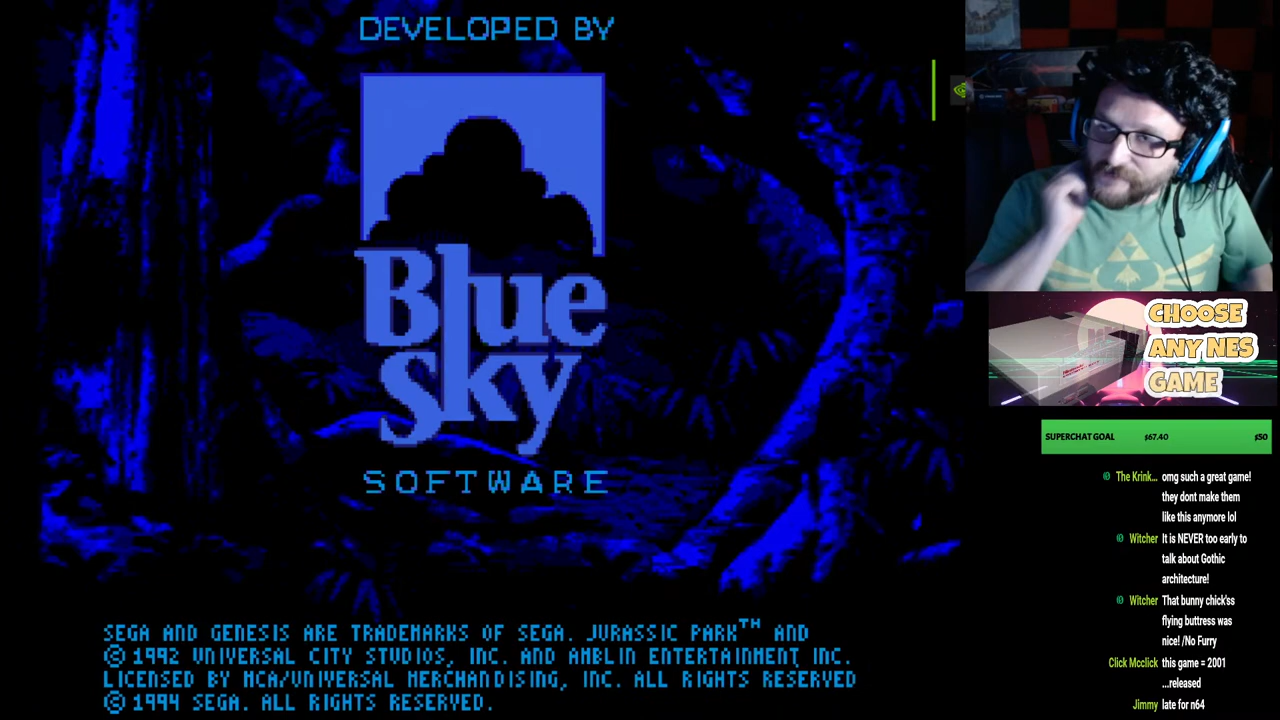 DEVELOPED BY
Blue
Sky
SOFTWARE
SEGA AND GENESIS ARE TRADEMARKS OF SEGA. JURASSIC PARK™ AND
© 1992 UNIVERSAL CITY STUDIOS, INC. AND AMBLIN ENTERTAINMENT, INC.
LICENSED BY MCA/UNIVERSAL MERCHANDISING, INC. ALL RIGHTS RESERVED
© 1994 SEGA. ALL RIGHTS RESERVED.
CHOOSE
ANY NES
GAME
SUPERCHAT GOAL $67.40 $50
The Krink... omg such a great game!
they dont make them
like this anymore lol
Witcher It is NEVER too early to
talk about Gothic
architecture!
Witcher That bunny chick'ss
flying buttress was
nice! /No Furry
Click Mcclick this game = 2001
...released
Jimmy late for n64